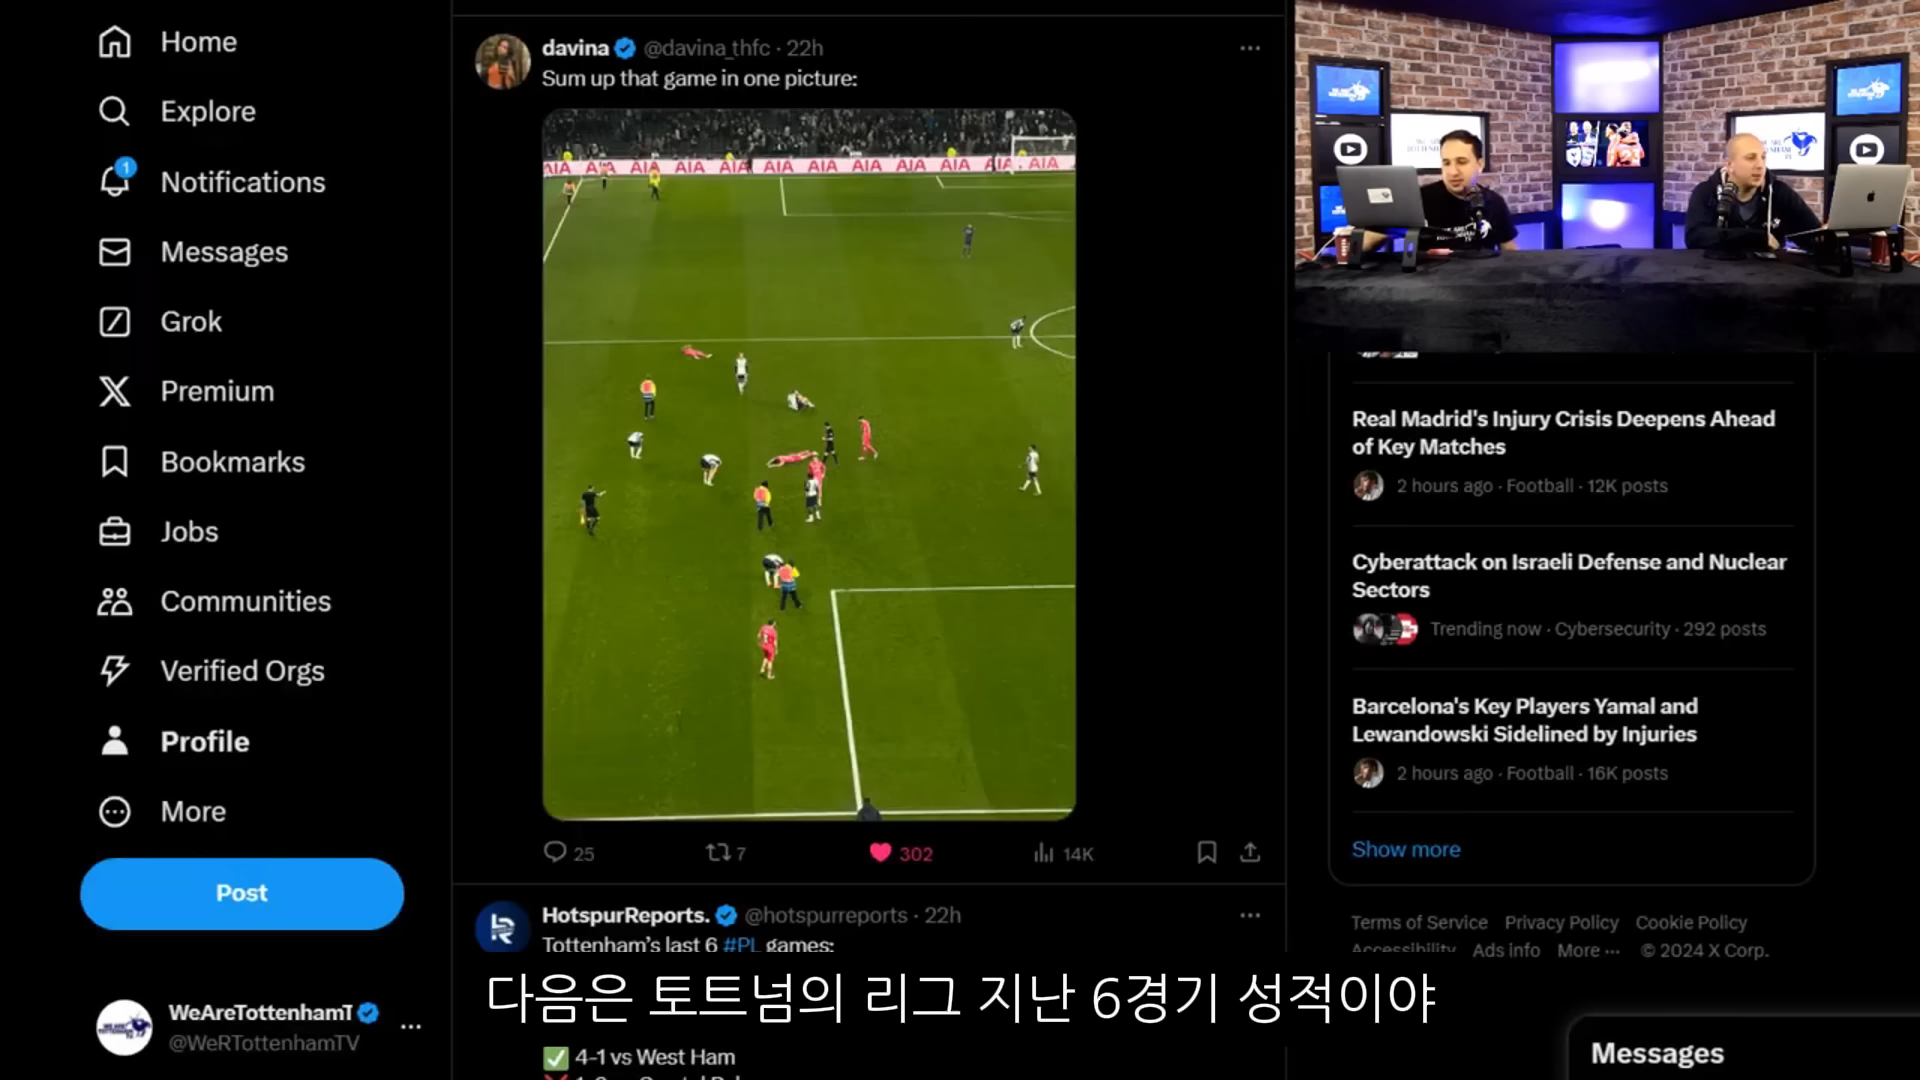 Home
Explore
1
Notifications
Messages
Grok
Premium
Bookmarks
Jobs
Communities
Verified Orgs
Profile
More
Post
WeAreTottenhamT
@WeRTottenhamTV
davina @davina_thfc · 22h
Sum up that game in one picture:
AIA AIA AIA AIA AIA AIA AIA AIA AIA AIA AIA AIA
25 7 302 14K
HotspurReports. @hotspurreports · 22h
Tottenham's last 6 #PL games:
다음은 토트넘의 리그 지난 6경기 성적이야
4-1 vs West Ham
Real Madrid's Injury Crisis Deepens Ahead
of Key Matches
2 hours ago · Football · 12K posts
Cyberattack on Israeli Defense and Nuclear
Sectors
Trending now · Cybersecurity · 292 posts
Barcelona's Key Players Yamal and
Lewandowski Sidelined by Injuries
2 hours ago · Football · 16K posts
Show more
Terms of Service Privacy Policy Cookie Policy
Accessibility Ads info More ··· © 2024 X Corp.
Messages